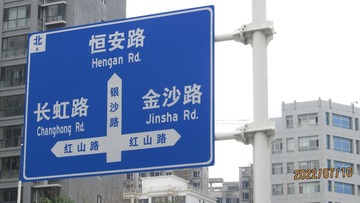 北
恒安路
Hengan Rd.
长虹路
Changhong Rd.
银沙路
金沙路
Jinsha Rd.
红山路
红山路
2022/07/10